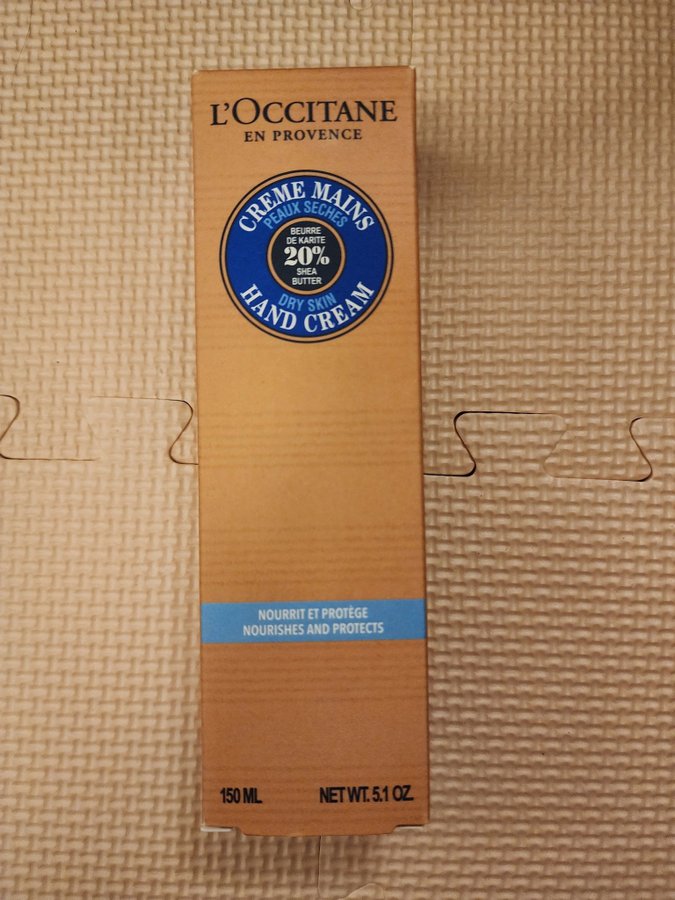 L'OCCITANE
EN PROVENCE
CREME MAINS
PEAUX SECHES
BEURRE
DE KARITE
20%
SHEA
BUTTER
DRY SKIN
HAND CREAM
NOURRIT ET PROTÈGE
NOURISHES AND PROTECTS
150 ML NET WT. 5.1 OZ.